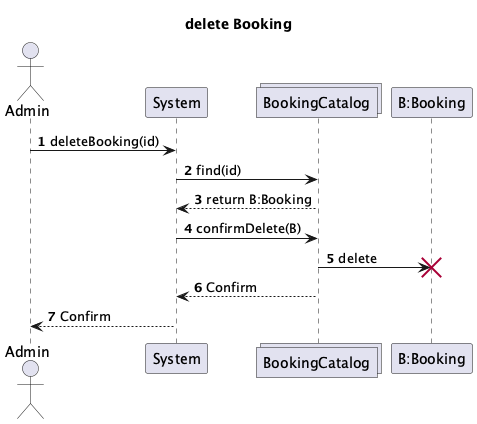 delete Booking
Admin
System
BookingCatalog
B:Booking
1 deleteBooking(id)
2 find(id)
3 return B:Booking
4 confirmDelete(B)
5 delete
6 Confirm
7 Confirm
Admin
System
BookingCatalog
B:Booking